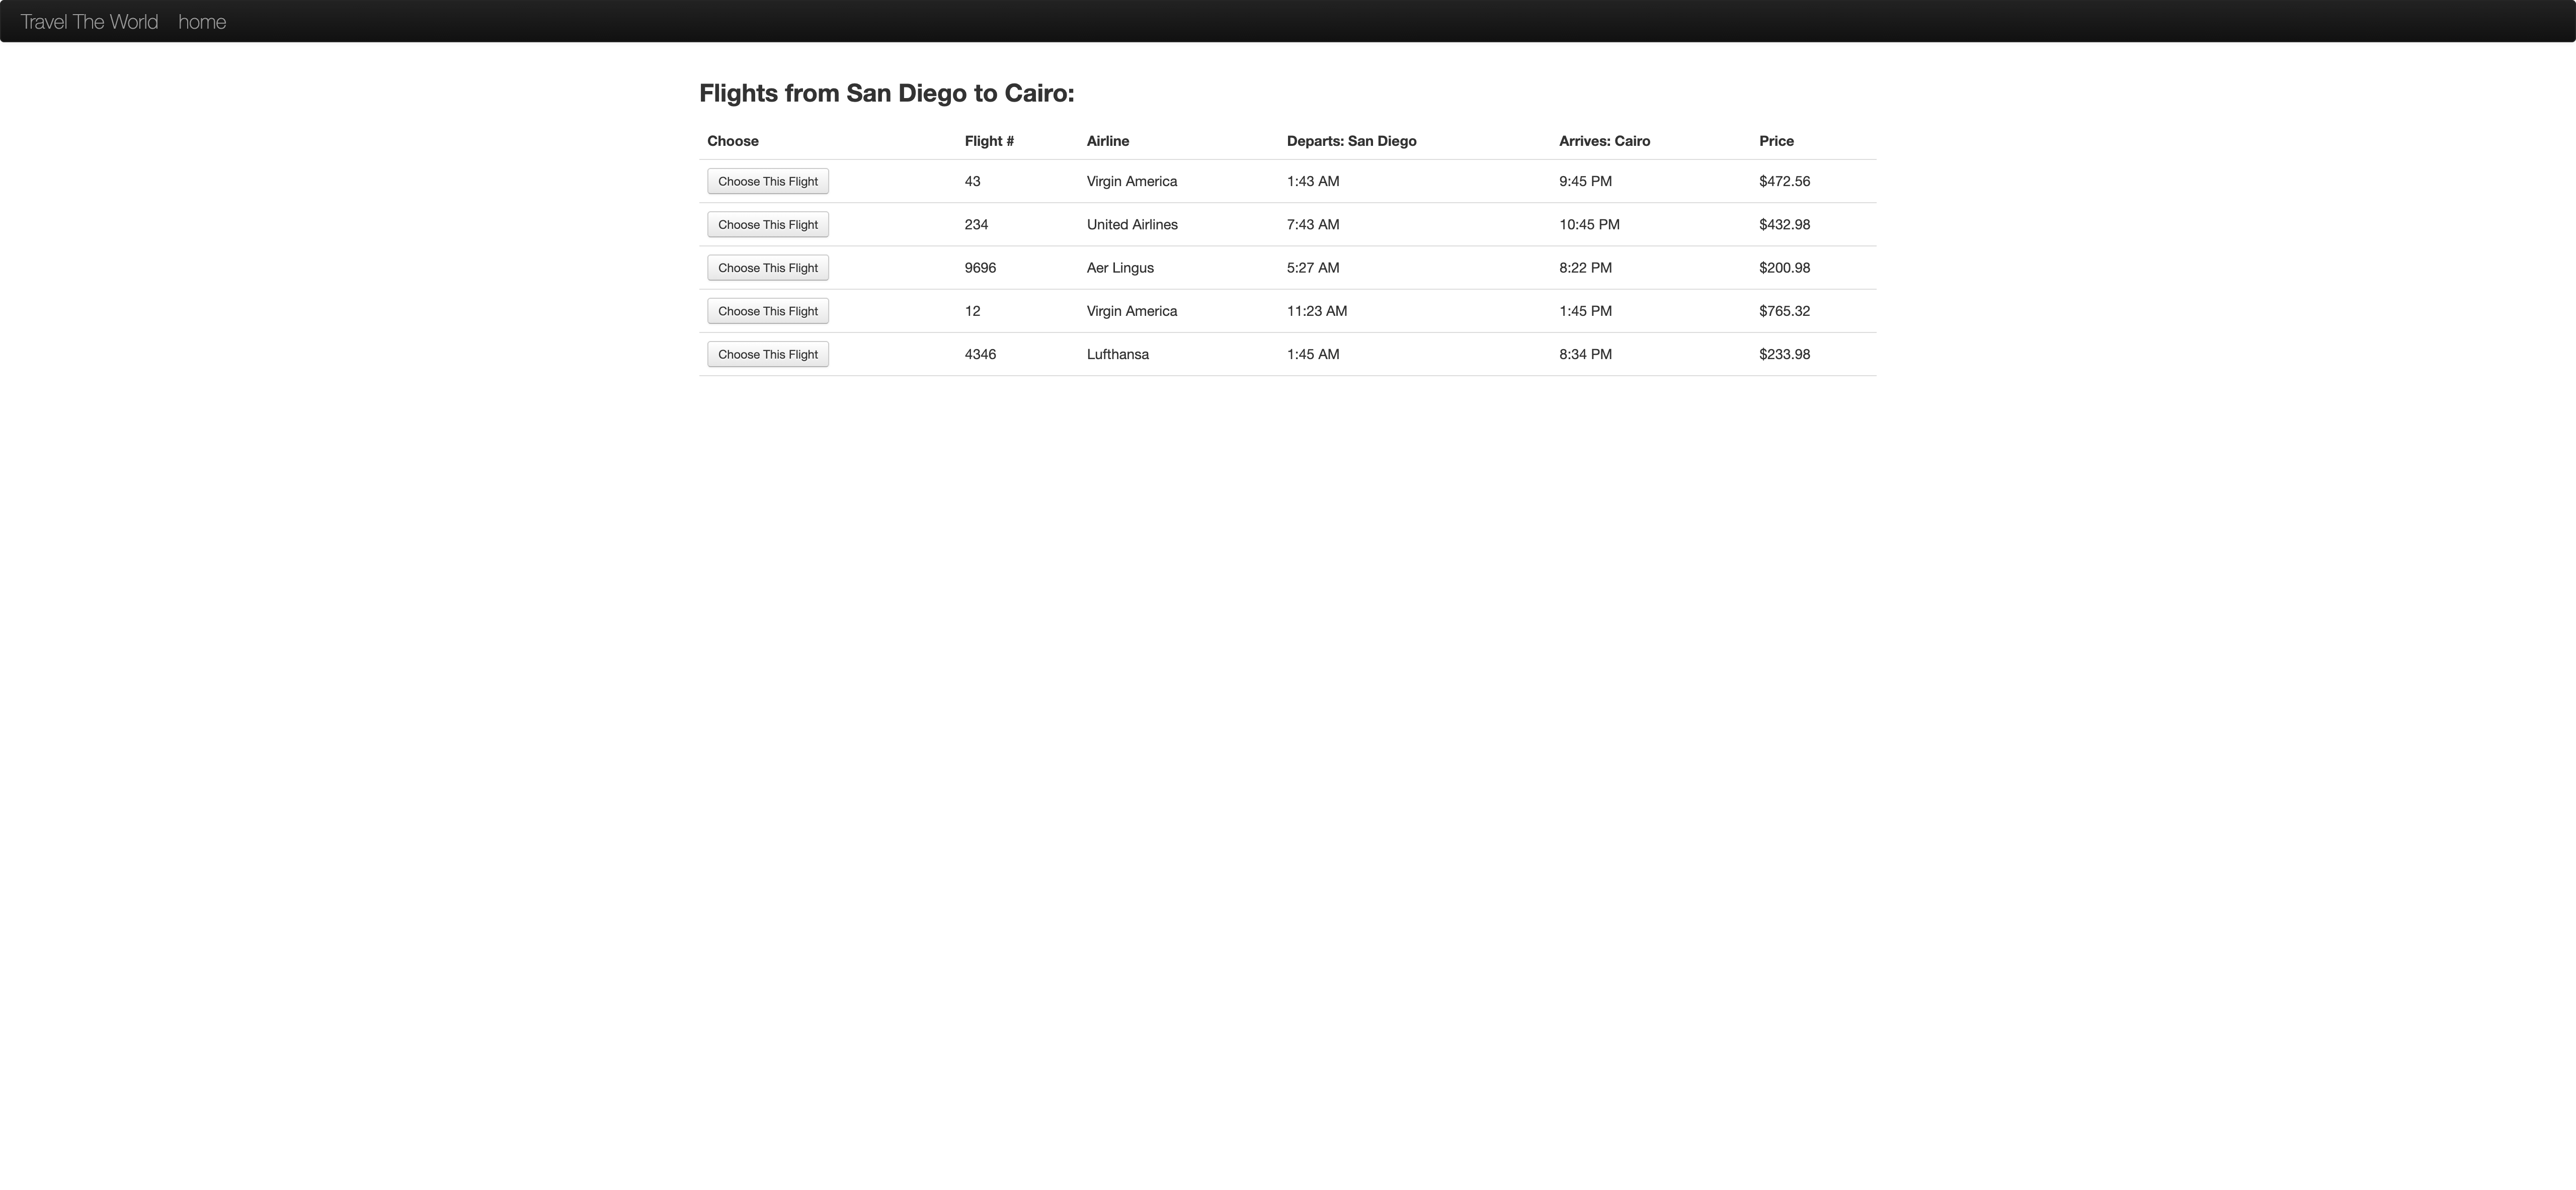 Travel The World home
Flights from San Diego to Cairo:
Choose Flight # Airline Departs: San Diego Arrives: Cairo Price
Choose This Flight 43 Virgin America 1:43 AM 9:45 PM $472.56
Choose This Flight 234 United Airlines 7:43 AM 10:45 PM $432.98
Choose This Flight 9696 Aer Lingus 5:27 AM 8:22 PM $200.98
Choose This Flight 12 Virgin America 11:23 AM 1:45 PM $765.32
Choose This Flight 4346 Lufthansa 1:45 AM 8:34 PM $233.98